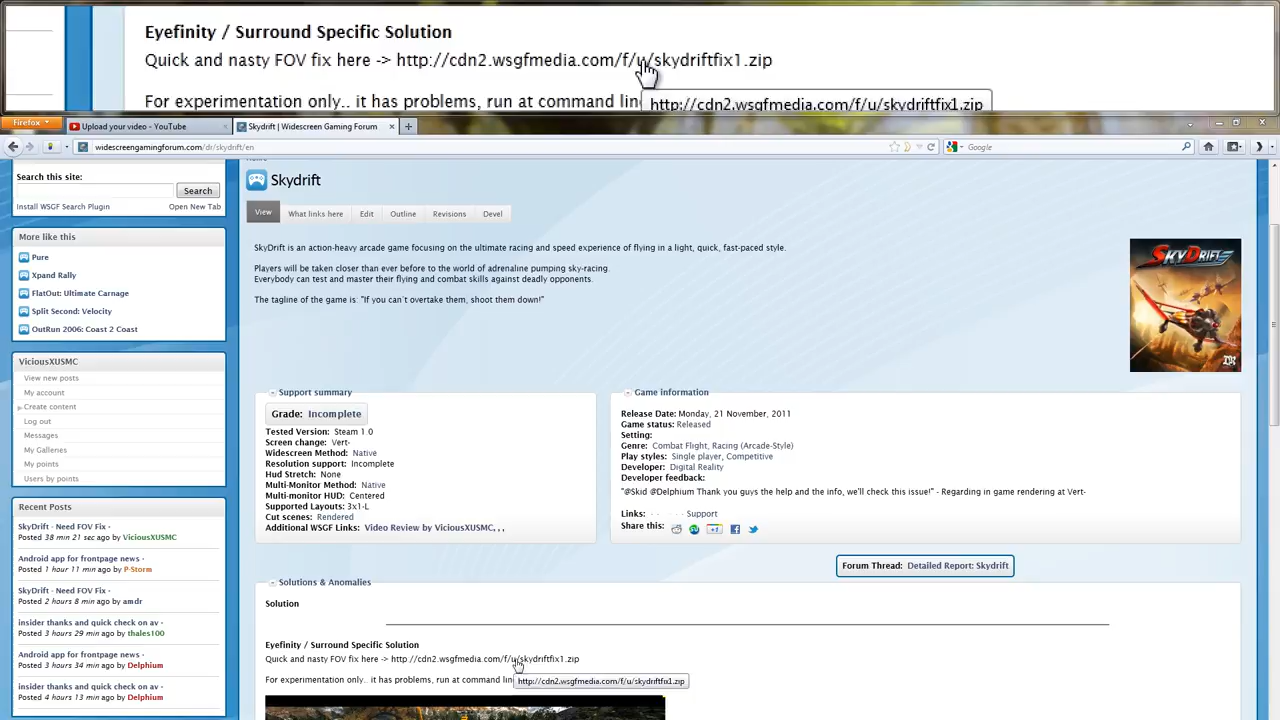 Eyefinity / Surround Specific Solution
Quick and nasty FOV fix here -> http://cdn2.wsgfmedia.com/f/u/skydriftfix1.zip
For experimentation only.. it has problems, run at command lin
http://cdn2.wsgfmedia.com/f/u/skydriftfix1.zip
Firefox
Upload your video - YouTube
Skydrift | Widescreen Gaming Forum
widescreengamingforum.com/dr/skydrift/en
Google
Search this site:
Search
Install WSGF Search Plugin
Open New Tab
More like this
Pure
Xpand Rally
FlatOut: Ultimate Carnage
Split Second: Velocity
OutRun 2006: Coast 2 Coast
ViciousXUSMC
View new posts
My account
Create content
Log out
Messages
My Galleries
My points
Users by points
Recent Posts
SkyDrift - Need FOV Fix -
Posted 38 min 21 sec ago by ViciousXUSMC
Android app for frontpage news -
Posted 1 hour 11 min ago by P-Storm
SkyDrift - Need FOV Fix -
Posted 2 hours 8 min ago by amdr
insider thanks and quick check on av -
Posted 3 hours 29 min ago by thales100
Android app for frontpage news -
Posted 3 hours 34 min ago by Delphium
insider thanks and quick check on av -
Posted 4 hours 13 min ago by Delphium
Skydrift
View
What links here
Edit
Outline
Revisions
Devel
SkyDrift is an action-heavy arcade game focusing on the ultimate racing and speed experience of flying in a light, quick, fast-paced style.
Players will be taken closer than ever before to the world of adrenaline pumping sky-racing.
Everybody can test and master their flying and combat skills against deadly opponents.
The tagline of the game is: "If you can't overtake them, shoot them down!"
SKYDRIFT
Support summary
Grade: Incomplete
Tested Version: Steam 1.0
Screen change: Vert-
Widescreen Method: Native
Resolution support: Incomplete
Hud Stretch: None
Multi-Monitor Method: Native
Multi-monitor HUD: Centered
Supported Layouts: 3x1-L
Cut scenes: Rendered
Additional WSGF Links: Video Review by ViciousXUSMC, , ,
Game information
Release Date: Monday, 21 November, 2011
Game status: Released
Setting:
Genre: Combat Flight, Racing (Arcade-Style)
Play styles: Single player, Competitive
Developer: Digital Reality
Developer feedback:
"@Skid @Delphium Thank you guys the help and the info, we'll check this issue!" - Regarding in game rendering at Vert-
Links: Support
Share this:
Forum Thread: Detailed Report: Skydrift
Solutions & Anomalies
Solution
Eyefinity / Surround Specific Solution
Quick and nasty FOV fix here -> http://cdn2.wsgfmedia.com/f/u/skydriftfix1.zip
For experimentation only.. it has problems, run at command lin
http://cdn2.wsgfmedia.com/f/u/skydriftfix1.zip